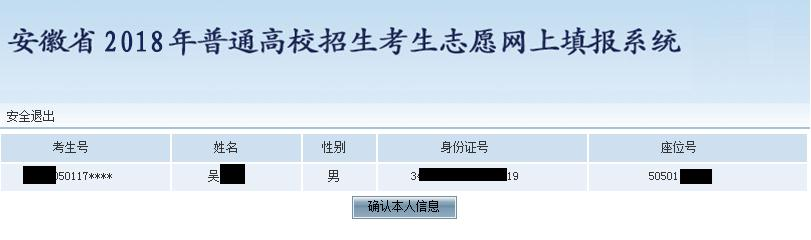 安徽省2018年普通高校招生考生志愿网上填报系统
安全退出
考生号 姓名 性别 身份证号 座位号
050117**** 吴 男 34 19 50501
确认本人信息